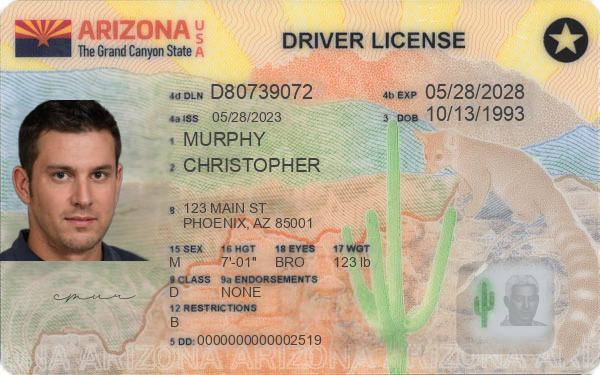 ARIZONA USA
The Grand Canyon State
DRIVER LICENSE
4d DLN D80739072
4b EXP 05/28/2028
4a ISS 05/28/2023
3 DOB 10/13/1993
1 MURPHY
2 CHRISTOPHER
8 123 MAIN ST
PHOENIX, AZ 85001
15 SEX 16 HGT 18 EYES 17 WGT
M 7'-01" BRO 123 lb
9 CLASS 9a ENDORSEMENTS
D NONE
12 RESTRICTIONS
B
5 DD: 0000000000002519
ARIZONA ARIZONA ARIZONA ARIZONA